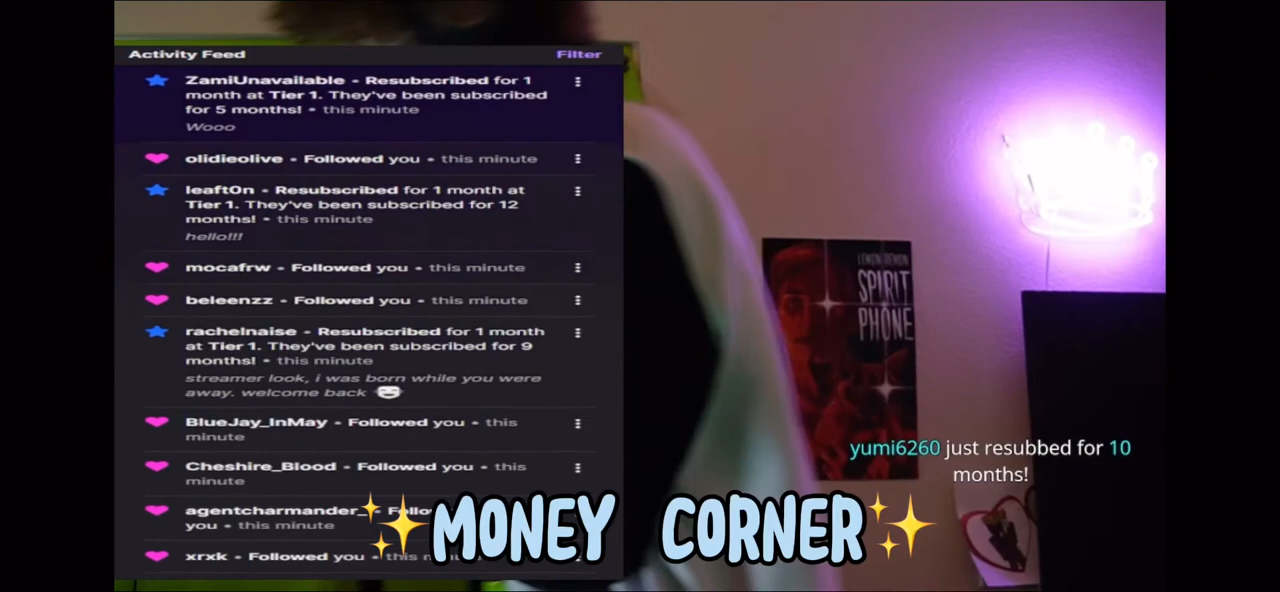 Activity Feed
Filter
ZamiUnavailable • Resubscribed for 1
month at Tier 1. They've been subscribed
for 5 months! • this minute
Wooo
olidieolive • Followed you • this minute
leaft0n • Resubscribed for 1 month at
Tier 1. They've been subscribed for 12
months! • this minute
hello!!!
mocafrw • Followed you • this minute
beleenzz • Followed you • this minute
rachelnaise • Resubscribed for 1 month
at Tier 1. They've been subscribed for 9
months! • this minute
streamer look, i was born while you were
away. welcome back
BlueJay_InMay • Followed you • this
minute
Cheshire_Blood • Followed you • this
minute
agentcharmander_
you • this minute
xrxk • Followed you •
LEMON DEMON
SPIRIT
PHONE
yumi6260 just resubbed for 10
months!
✨MONEY CORNER✨